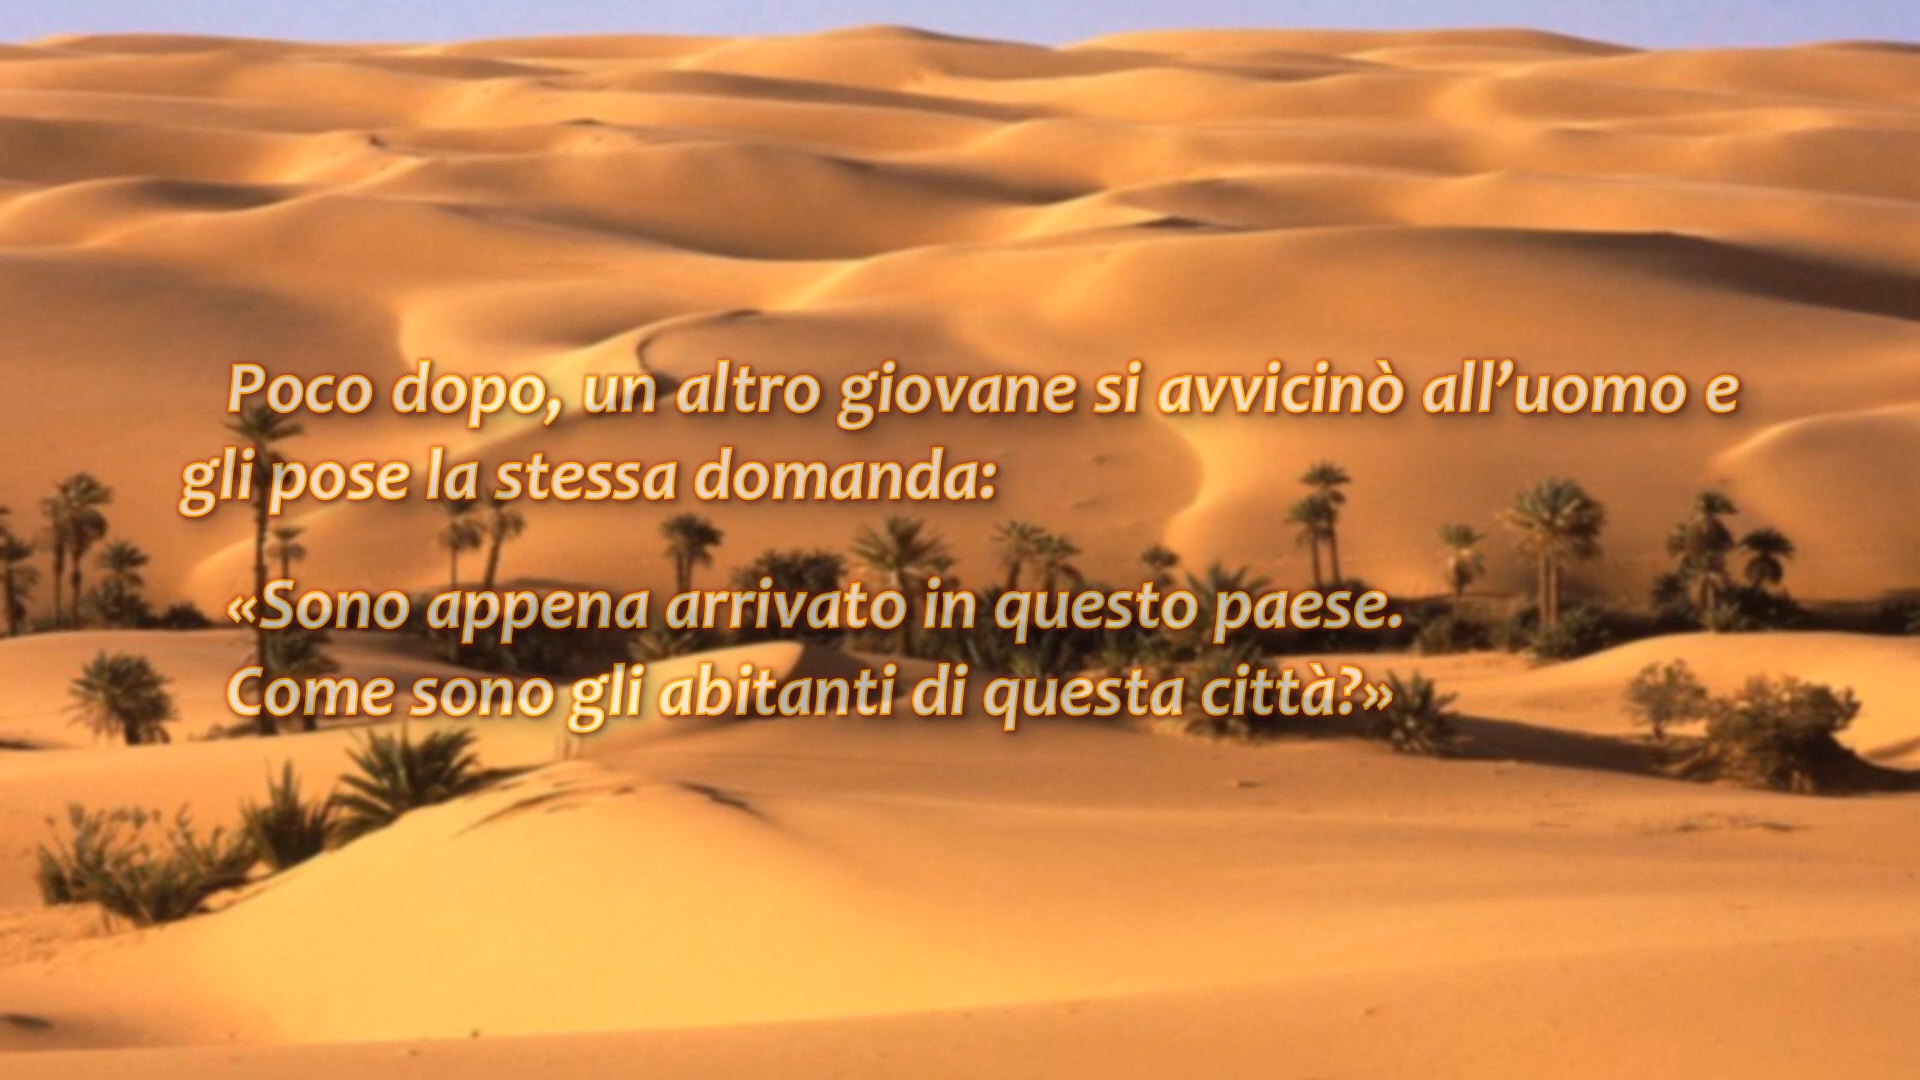 Poco dopo, un altro giovane si avvicinò all’uomo e
gli pose la stessa domanda:
«Sono appena arrivato in questo paese.
Come sono gli abitanti di questa città?»